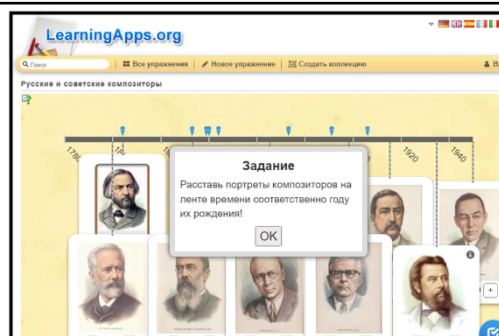 LearningApps.org
Поиск
Все упражнения
Новое упражнение
Создать коллекцию
Русские и советские композиторы
1920
1940
Задание
Расставь портреты композиторов на
ленте времени соответственно году
их рождения!
OK